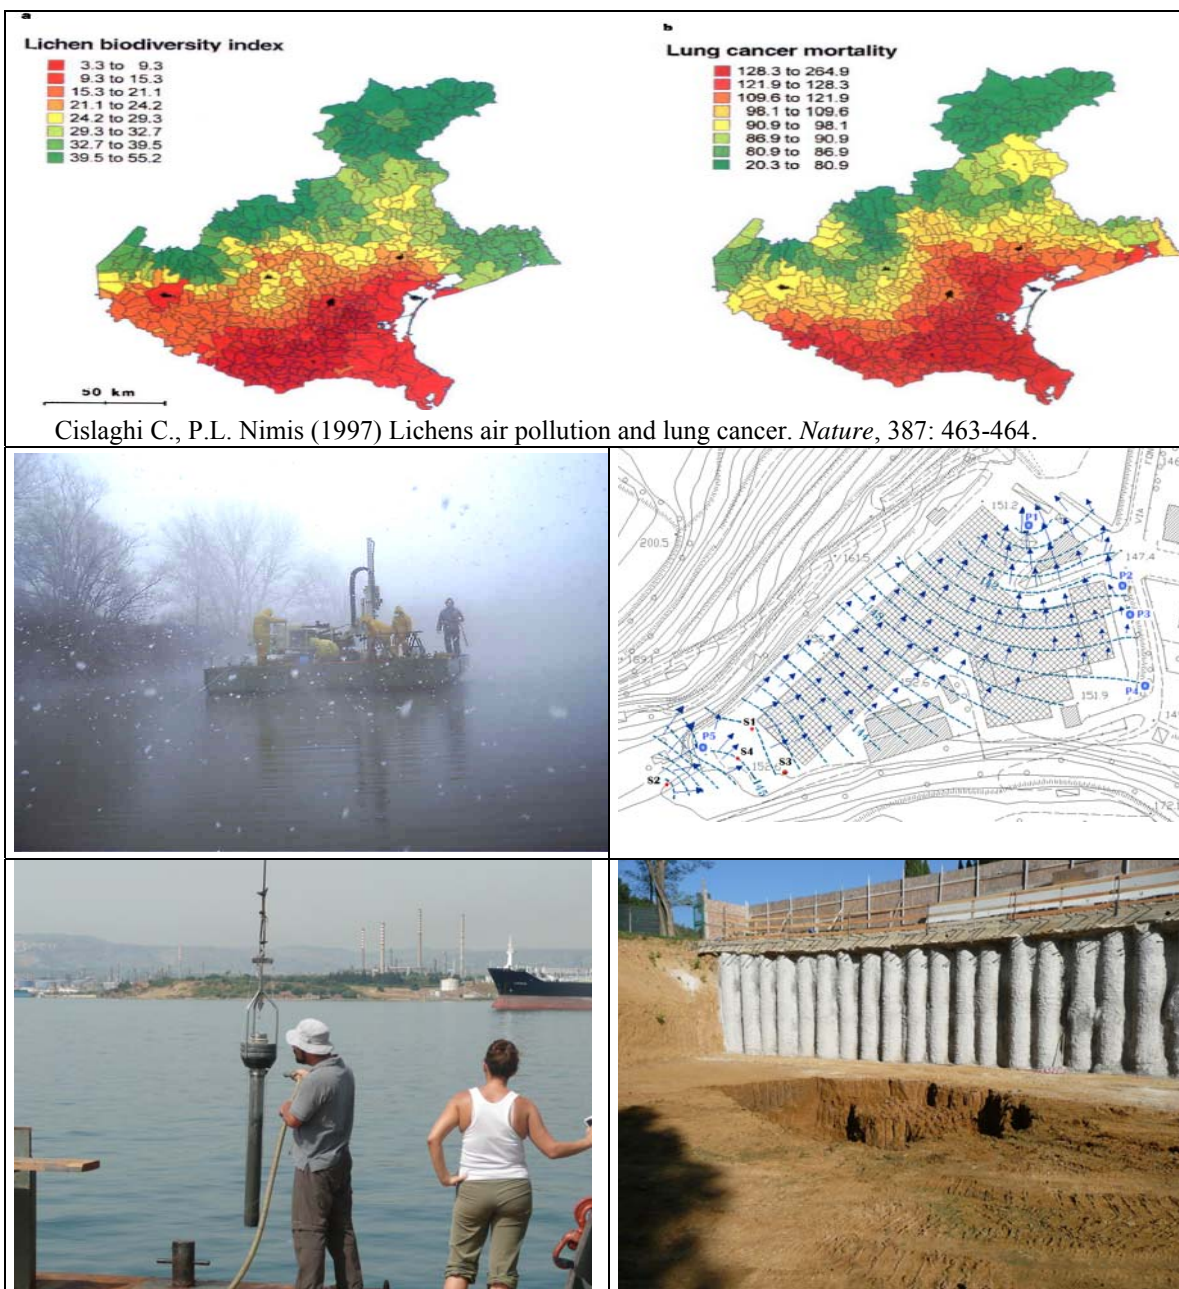 a
Lichen biodiversity index
3.3 to 9.3
9.3 to 15.3
15.3 to 21.1
21.1 to 24.2
24.2 to 29.3
29.3 to 32.7
32.7 to 39.5
39.5 to 55.2
50 km
b
Lung cancer mortality
128.3 to 264.9
121.9 to 128.3
109.6 to 121.9
98.1 to 109.6
90.9 to 98.1
86.9 to 90.9
80.9 to 86.9
20.3 to 80.9
Cislaghi C., P.L. Nimis (1997) Lichens air pollution and lung cancer. Nature, 387: 463-464.
151.2
P1
VIA
200.5
161.5
147.4
P2
P3
152.6
P4
151.9
S1
P5
S4
S3
S2
145